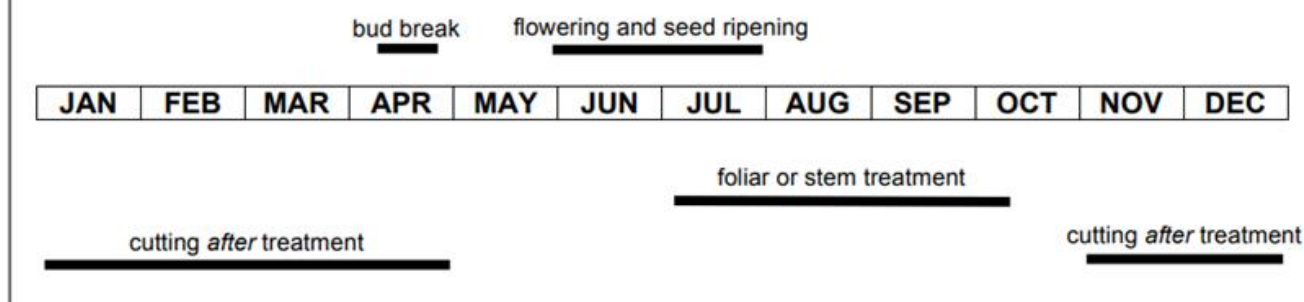 bud break
flowering and seed ripening
JAN FEB MAR APR MAY JUN JUL AUG SEP OCT NOV DEC
foliar or stem treatment
cutting after treatment
cutting after treatment